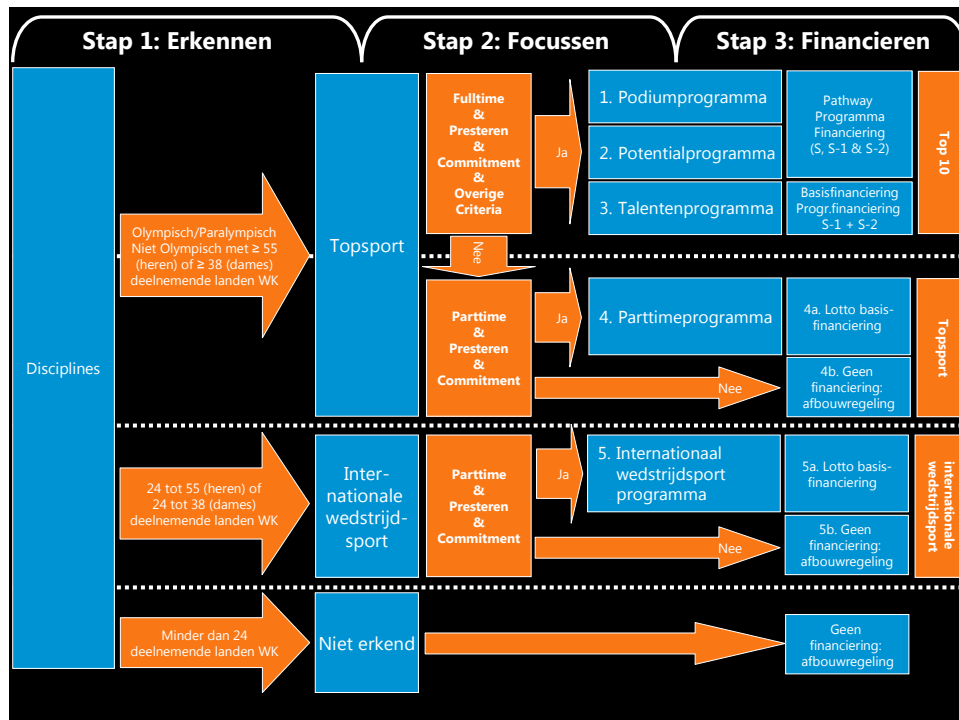 Stap 1: Erkennen
Stap 2: Focussen
Stap 3: Financieren
Disciplines
Olympisch/Paralympisch
Niet Olympisch met ≥ 55
(heren) of ≥ 38 (dames)
deelnemende landen WK
Topsport
Fulltime
&
Presteren
&
Commitment
&
Overige
Criteria
Ja
1. Podiumprogramma
2. Potentialprogramma
3. Talentenprogramma
Pathway
Programma
Financiering
(S, S-1 & S-2)
Basisfinanciering
Progr.financiering
S-1 + S-2
Top 10
Nee
Parttime
&
Presteren
&
Commitment
Ja
4. Parttimeprogramma
4a. Lotto basis-
financiering
Nee
4b. Geen
financiering:
afbouwregeling
Topsport
24 tot 55 (heren) of
24 tot 38 (dames)
deelnemende landen WK
Inter-
nationale
wedstrijd-
sport
Parttime
&
Presteren
&
Commitment
Ja
5. Internationaal
wedstrijdsport
programma
5a. Lotto basis-
financiering
Nee
5b. Geen
financiering:
afbouwregeling
internationale
wedstrijdsport
Minder dan 24
deelnemende landen WK
Niet erkend
Geen
financiering:
afbouwregeling